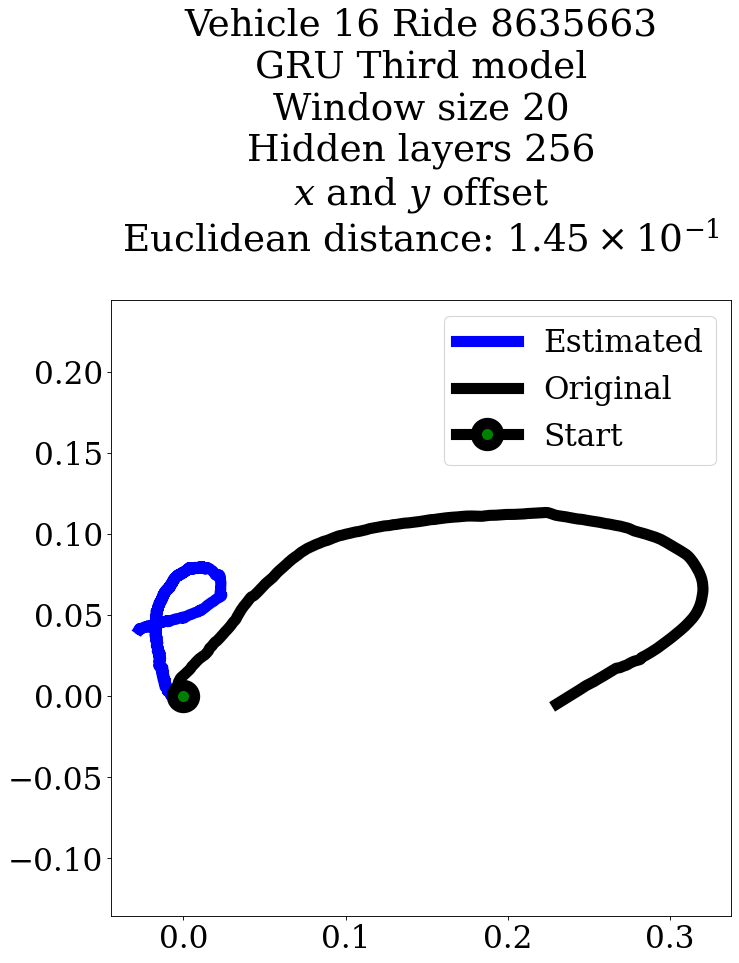 Vehicle 16 Ride 8635663
GRU Third model
Window size 20
Hidden layers 256
x and y offset
Euclidean distance: 1.45 × 10⁻¹
Estimated
Original
Start
0.20
0.15
0.10
0.05
0.00
−0.05
−0.10
0.0 0.1 0.2 0.3